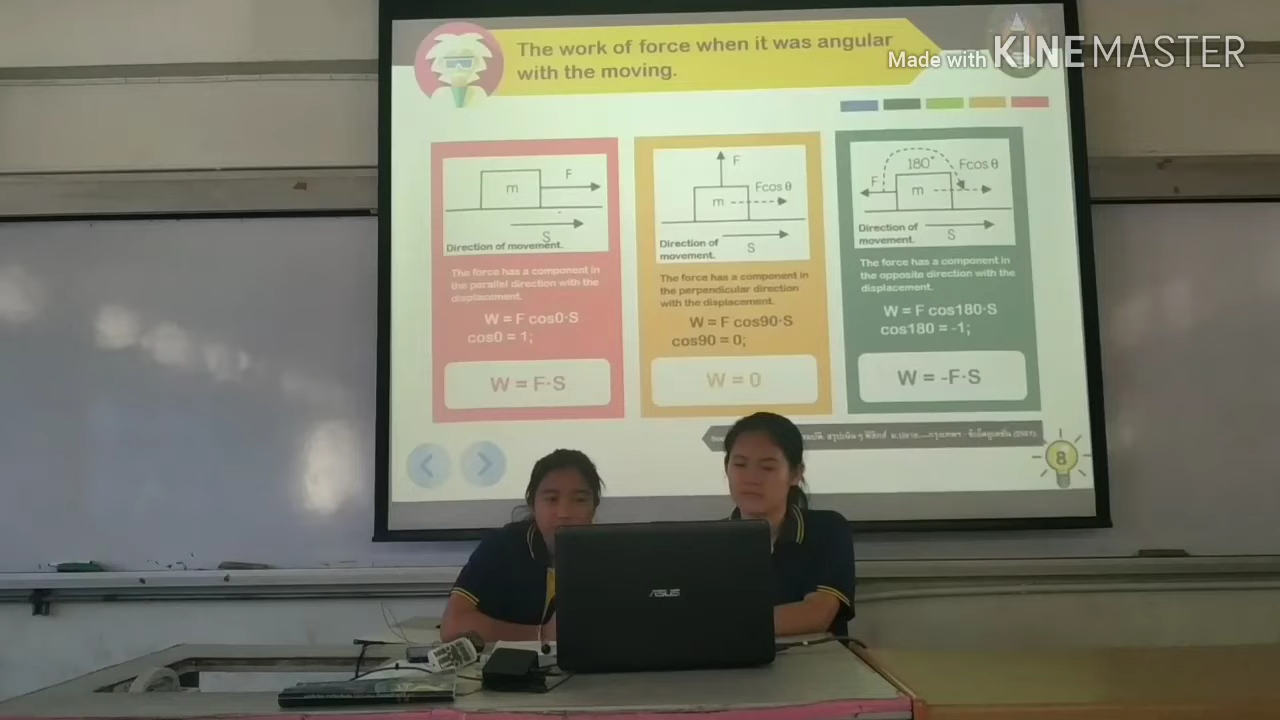 The work of force when it was angular
with the moving.
Made with KINEMASTER
m
F
S
Direction of movement.
The force has a component in
the parallel direction with the
displacement.
W = F cos0·S
cos0 = 1;
W = F·S
F
Fcos θ
m
Direction of
movement.
S
The force has a component in
the perpendicular direction
with the displacement.
W = F cos90·S
cos90 = 0;
W = 0
180°
Fcos θ
F
m
Direction of
movement.
S
The force has a component in
the opposite direction with the
displacement.
W = F cos180·S
cos180 = -1;
W = -F·S
8
ASUS